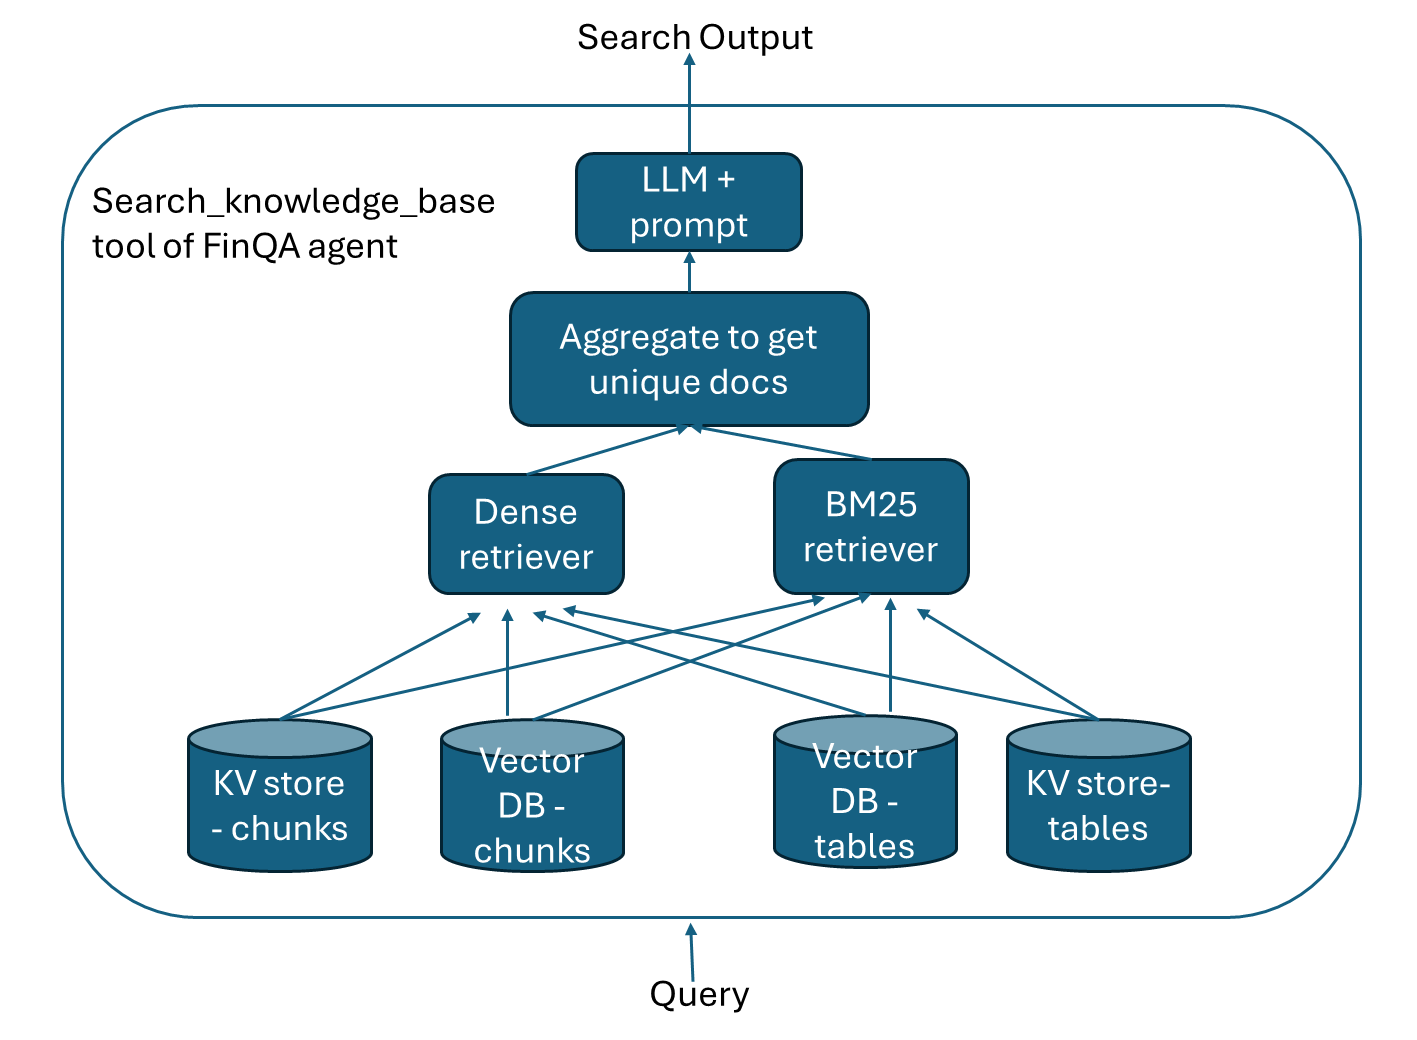 Search Output
LLM +
prompt
Search_knowledge_base
tool of FinQA agent
Aggregate to get
unique docs
Dense
retriever
BM25
retriever
KV store
- chunks
Vector
DB -
chunks
Vector
DB -
tables
KV store-
tables
Query